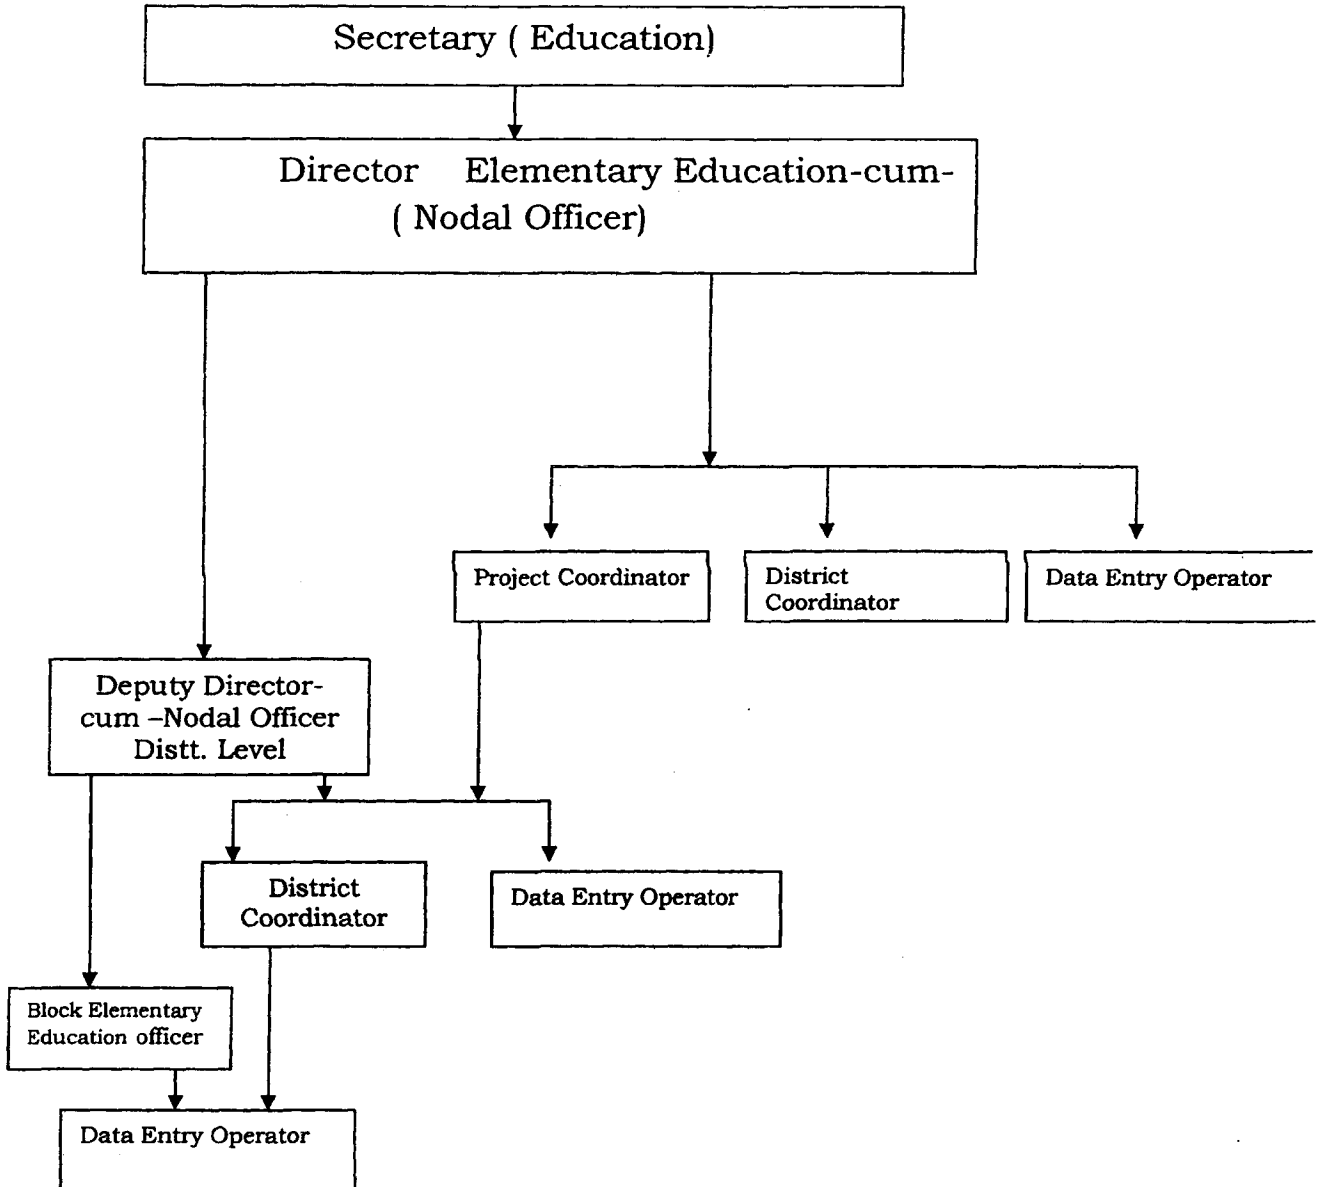 Secretary ( Education)
Director Elementary Education-cum-
( Nodal Officer)
Project Coordinator
District
Coordinator
Data Entry Operator
Deputy Director-
cum –Nodal Officer
Distt. Level
District
Coordinator
Data Entry Operator
Block Elementary
Education officer
Data Entry Operator